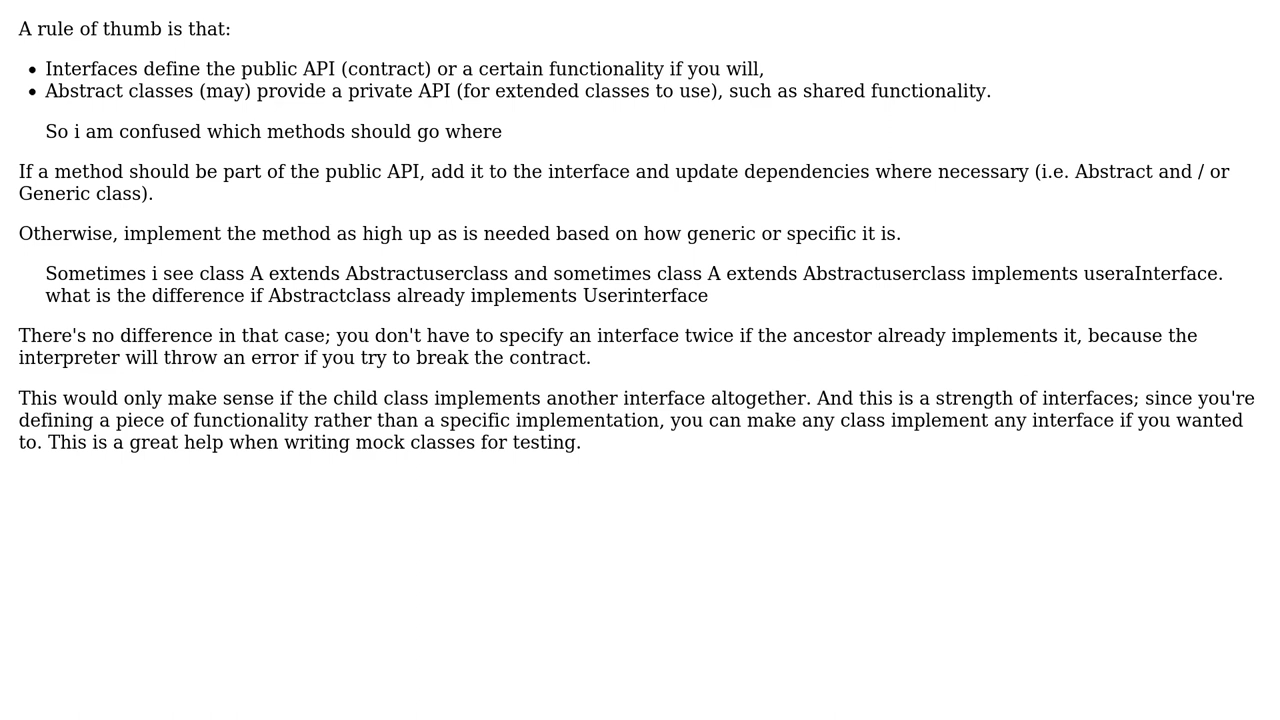 A rule of thumb is that:
• Interfaces define the public API (contract) or a certain functionality if you will,
• Abstract classes (may) provide a private API (for extended classes to use), such as shared functionality.
So i am confused which methods should go where
If a method should be part of the public API, add it to the interface and update dependencies where necessary (i.e. Abstract and / or
Generic class).
Otherwise, implement the method as high up as is needed based on how generic or specific it is.
Sometimes i see class A extends Abstractuserclass and sometimes class A extends Abstractuserclass implements useraInterface.
what is the difference if Abstractclass already implements Userinterface
There's no difference in that case; you don't have to specify an interface twice if the ancestor already implements it, because the
interpreter will throw an error if you try to break the contract.
This would only make sense if the child class implements another interface altogether. And this is a strength of interfaces; since you're
defining a piece of functionality rather than a specific implementation, you can make any class implement any interface if you wanted
to. This is a great help when writing mock classes for testing.